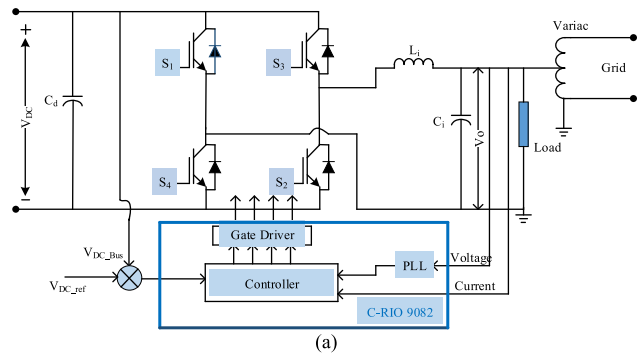 Variac
+
S1
S3
Li
Grid
VDC
Cd
Ci
Vo
Load
S4
S2
−
Gate Driver
VDC_Bus
PLL
Voltage
VDC_ref
Controller
Current
C-RIO 9082
(a)